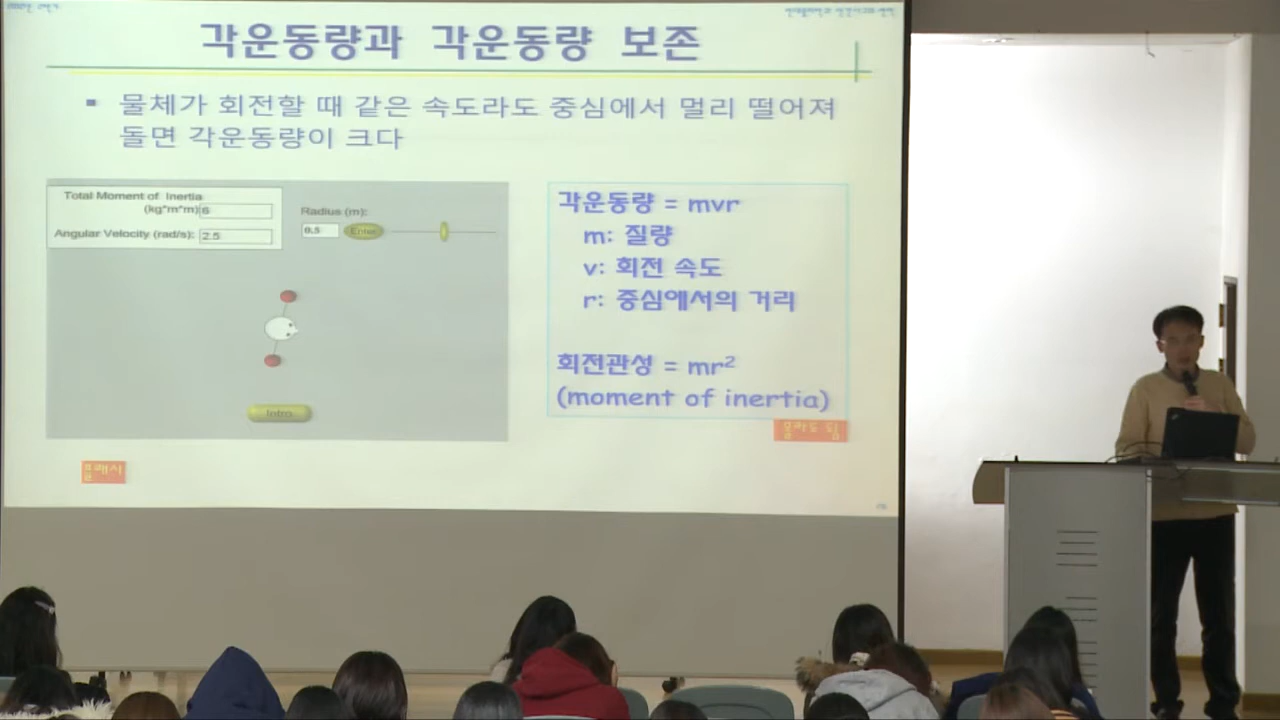 각운동량과 각운동량 보존
▪ 물체가 회전할 때 같은 속도라도 중심에서 멀리 떨어져
돌면 각운동량이 크다
Total Moment of Inertia
(kg*m*m) 6
Angular Velocity (rad/s): 2.5
Radius (m):
0.5 Enter
Intro
각운동량 = mvr
m: 질량
v: 회전 속도
r: 중심에서의 거리
회전관성 = mr²
(moment of inertia)
몰라도 됨
플래시